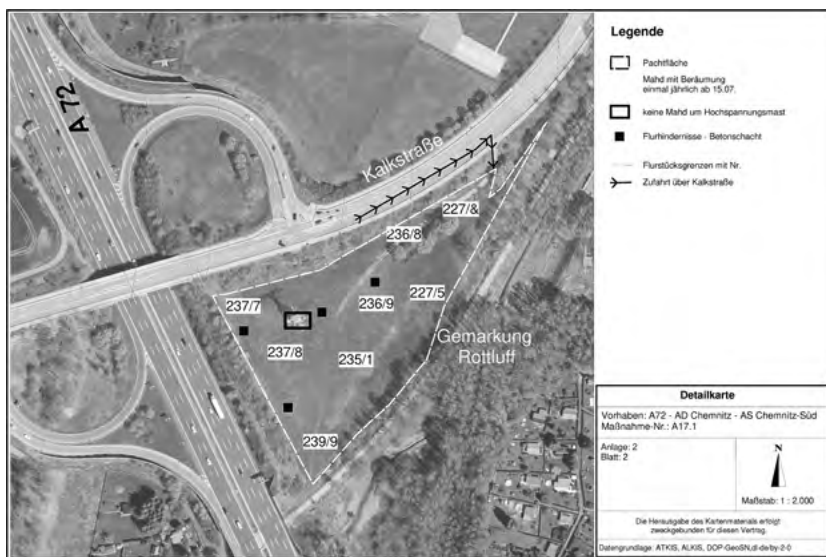 A 72
Kalkstraße
227/&
236/8
237/7
236/9
227/5
237/8
235/1
Gemarkung
Rottluff
239/9
Legende
Pachtfläche
Mahd mit Beräumung
einmal jährlich ab 15.07.
keine Mahd um Hochspannungsmast
Flurhindernisse - Betonschacht
Flurstücksgrenzen mit Nr.
Zufahrt über Kalkstraße
Detailkarte
Vorhaben: A72 - AD Chemnitz - AS Chemnitz-Süd
Maßnahme-Nr.: A17.1
Anlage: 2
Blatt: 2
N
Maßstab: 1 : 2.000
Die Herausgabe des Kartenmaterials erfolgt
zweckgebunden für diesen Vertrag.
Datengrundlage: ATKIS, ALKIS, DOP-GeoSN,dl-de/by-2-0